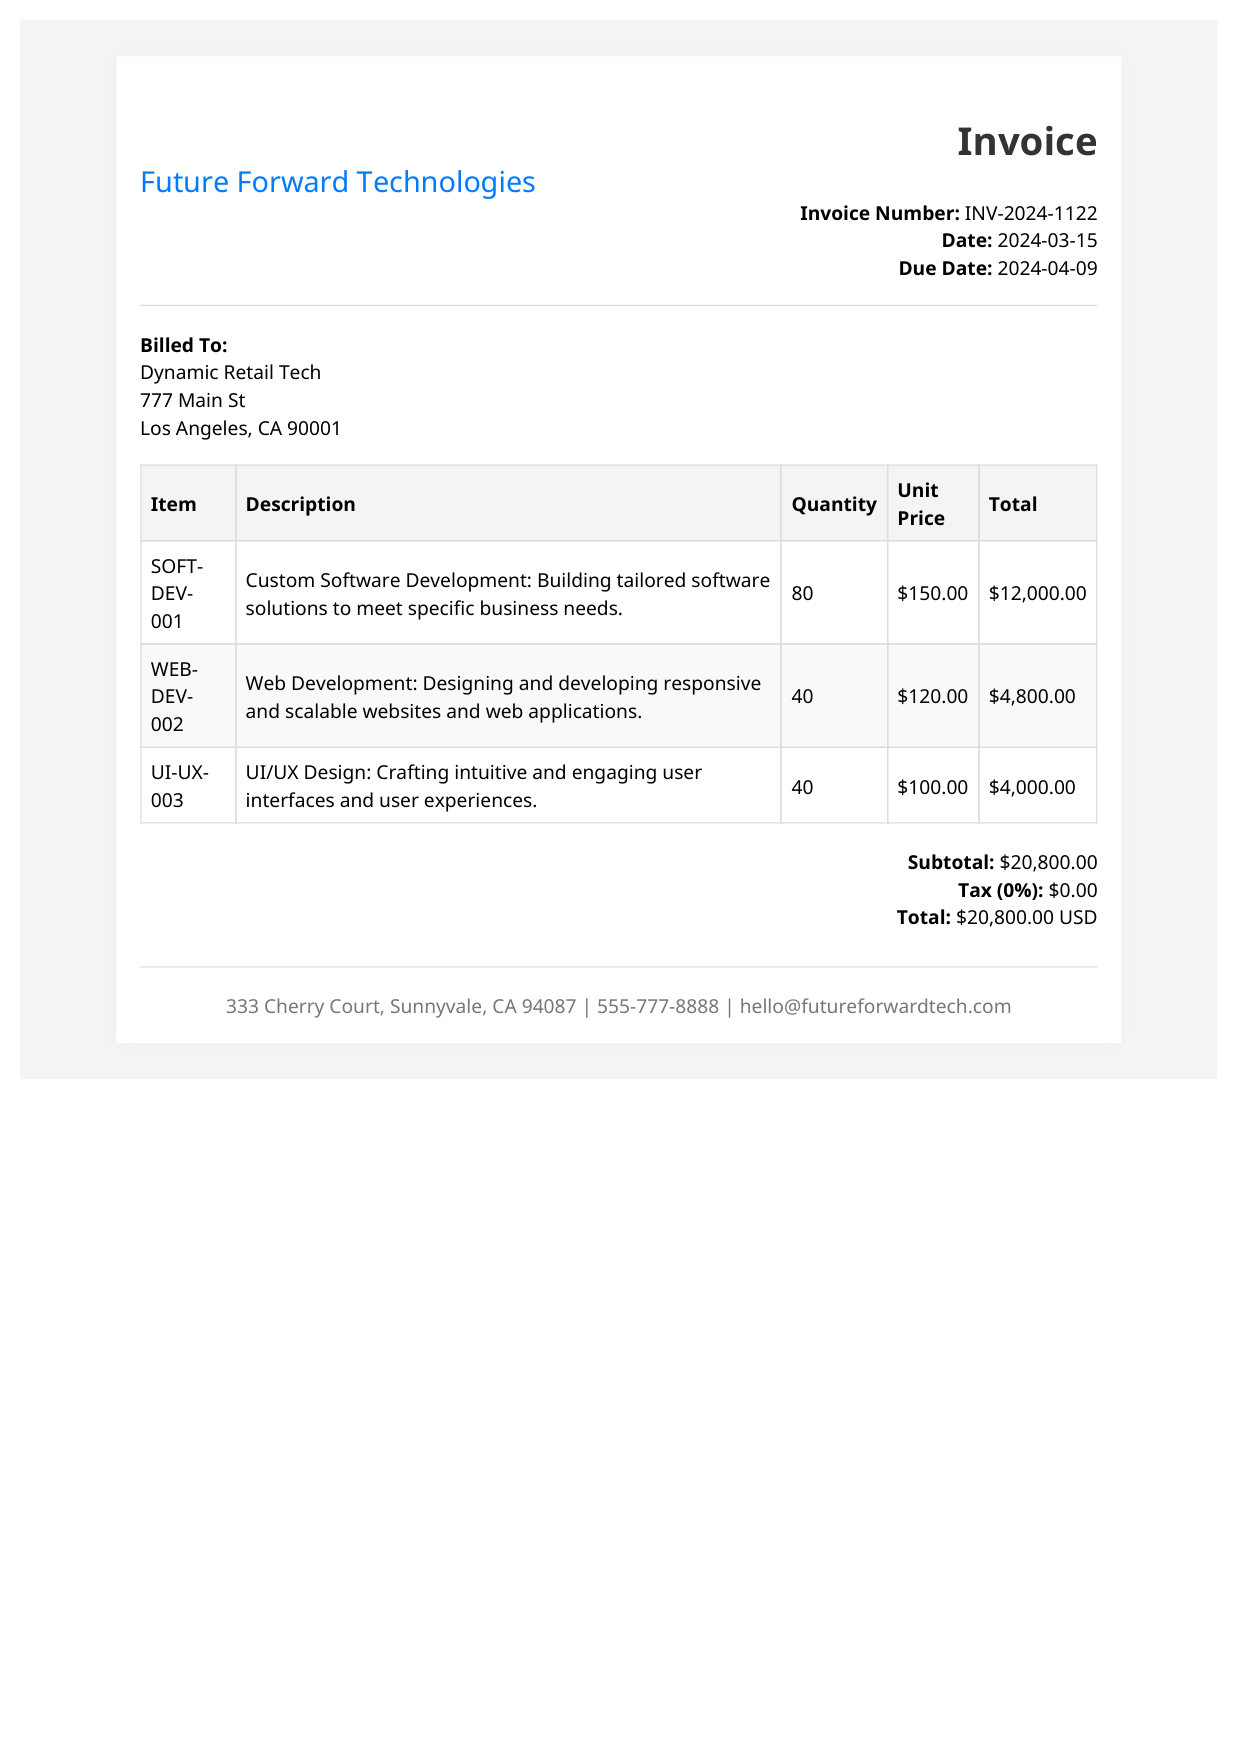 Invoice
Future Forward Technologies
Invoice Number: INV-2024-1122
Date: 2024-03-15
Due Date: 2024-04-09
Billed To:
Dynamic Retail Tech
777 Main St
Los Angeles, CA 90001
Item Description Quantity Unit Price Total
SOFT-DEV-001 Custom Software Development: Building tailored software solutions to meet specific business needs. 80 $150.00 $12,000.00
WEB-DEV-002 Web Development: Designing and developing responsive and scalable websites and web applications. 40 $120.00 $4,800.00
UI-UX-003 UI/UX Design: Crafting intuitive and engaging user interfaces and user experiences. 40 $100.00 $4,000.00
Subtotal: $20,800.00
Tax (0%): $0.00
Total: $20,800.00 USD
333 Cherry Court, Sunnyvale, CA 94087 | 555-777-8888 | hello@futureforwardtech.com